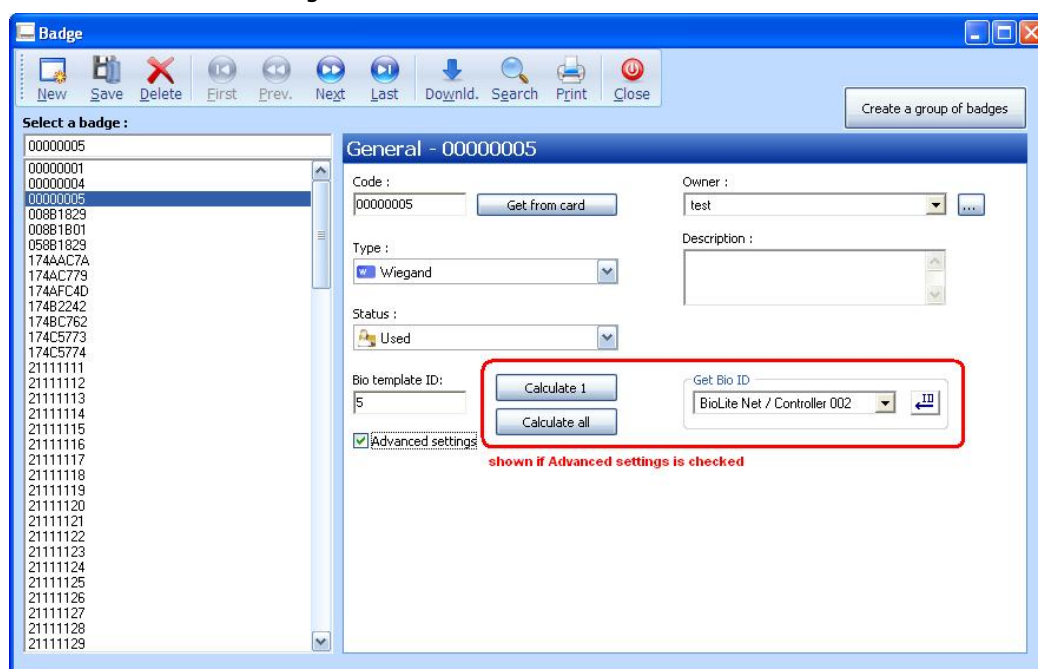 Badge
New Save Delete First Prev. Next Last Downld. Search Print Close
Create a group of badges
Select a badge :
00000005
00000001
00000004
00000005
008B1829
008B1B01
058B1829
174AAC7A
174AC779
174AFC4D
174B2242
174BC762
174C5773
174C5774
21111111
21111112
21111113
21111114
21111115
21111116
21111117
21111118
21111119
21111120
21111121
21111122
21111123
21111124
21111125
21111126
21111127
21111128
21111129
General - 00000005
Code :
00000005
Get from card
Owner :
test
...
Type :
W Wiegand
Description :
Status :
Used
Bio template ID:
5
Calculate 1
Calculate all
Get Bio ID
BioLite Net / Controller 002
ID
Advanced settings
shown if Advanced settings is checked